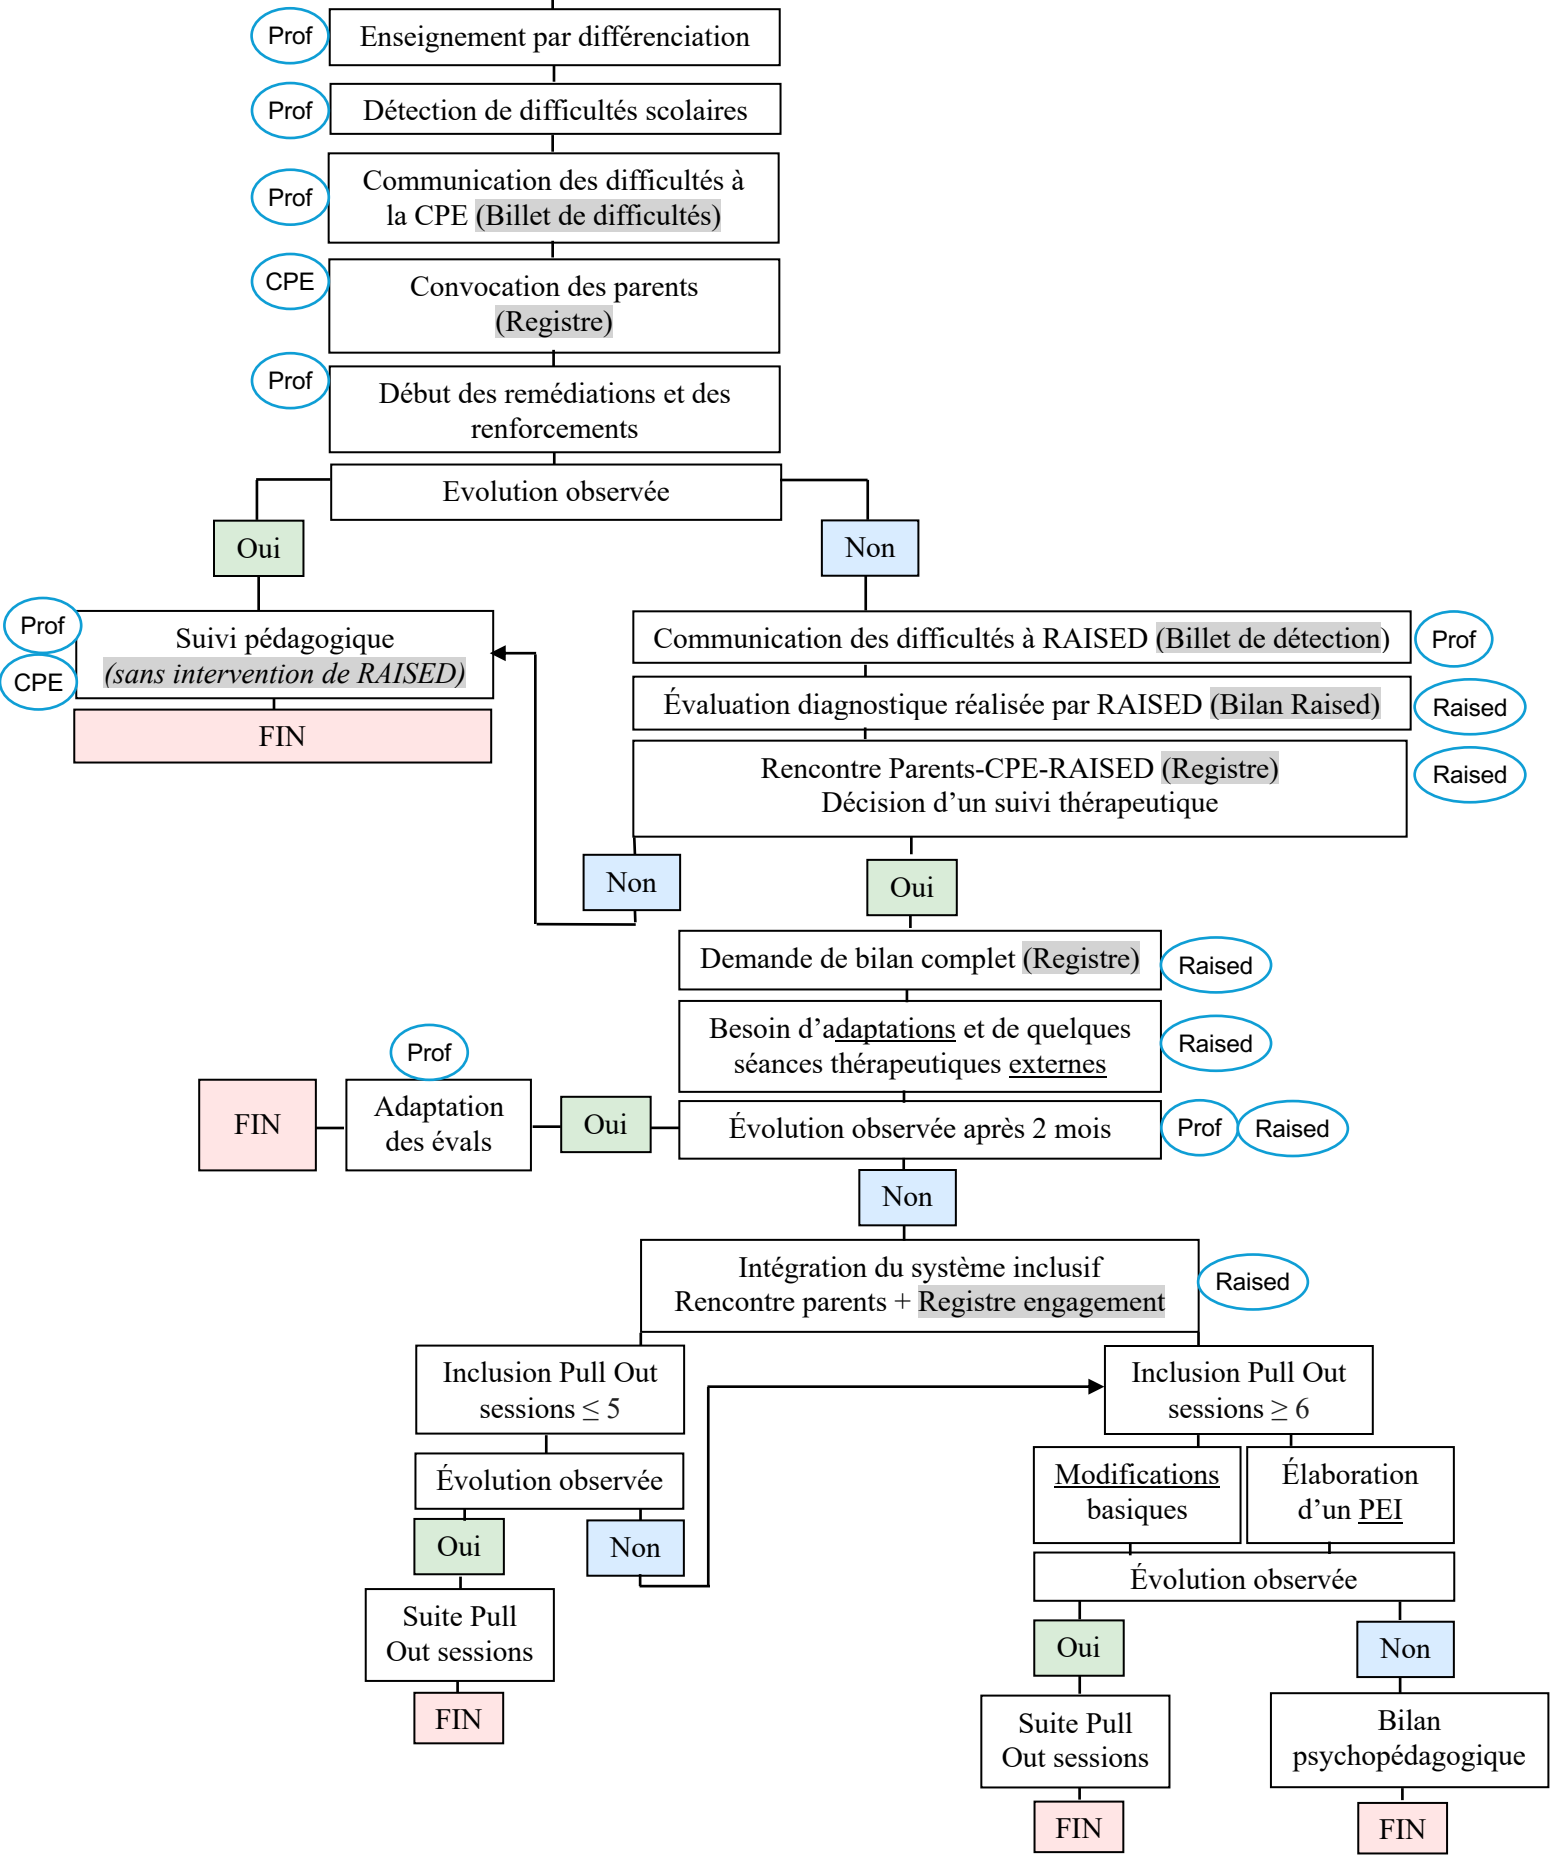 Prof
Enseignement par différenciation
Prof
Détection de difficultés scolaires
Prof
Communication des difficultés à
la CPE (Billet de difficultés)
CPE
Convocation des parents
(Registre)
Prof
Début des remédiations et des
renforcements
Evolution observée
Oui
Non
Prof
CPE
Suivi pédagogique
(sans intervention de RAISED)
FIN
Communication des difficultés à RAISED (Billet de détection)
Prof
Évaluation diagnostique réalisée par RAISED (Bilan Raised)
Raised
Rencontre Parents-CPE-RAISED (Registre)
Décision d’un suivi thérapeutique
Raised
Non
Oui
Demande de bilan complet (Registre)
Raised
Besoin d’adaptations et de quelques
séances thérapeutiques externes
Raised
Prof
FIN
Adaptation
des évals
Oui
Évolution observée après 2 mois
Prof
Raised
Non
Intégration du système inclusif
Rencontre parents + Registre engagement
Raised
Inclusion Pull Out
sessions ≤ 5
Inclusion Pull Out
sessions ≥ 6
Évolution observée
Modifications
basiques
Élaboration
d’un PEI
Oui
Non
Évolution observée
Suite Pull
Out sessions
FIN
Oui
Non
Suite Pull
Out sessions
Bilan
psychopédagogique
FIN
FIN